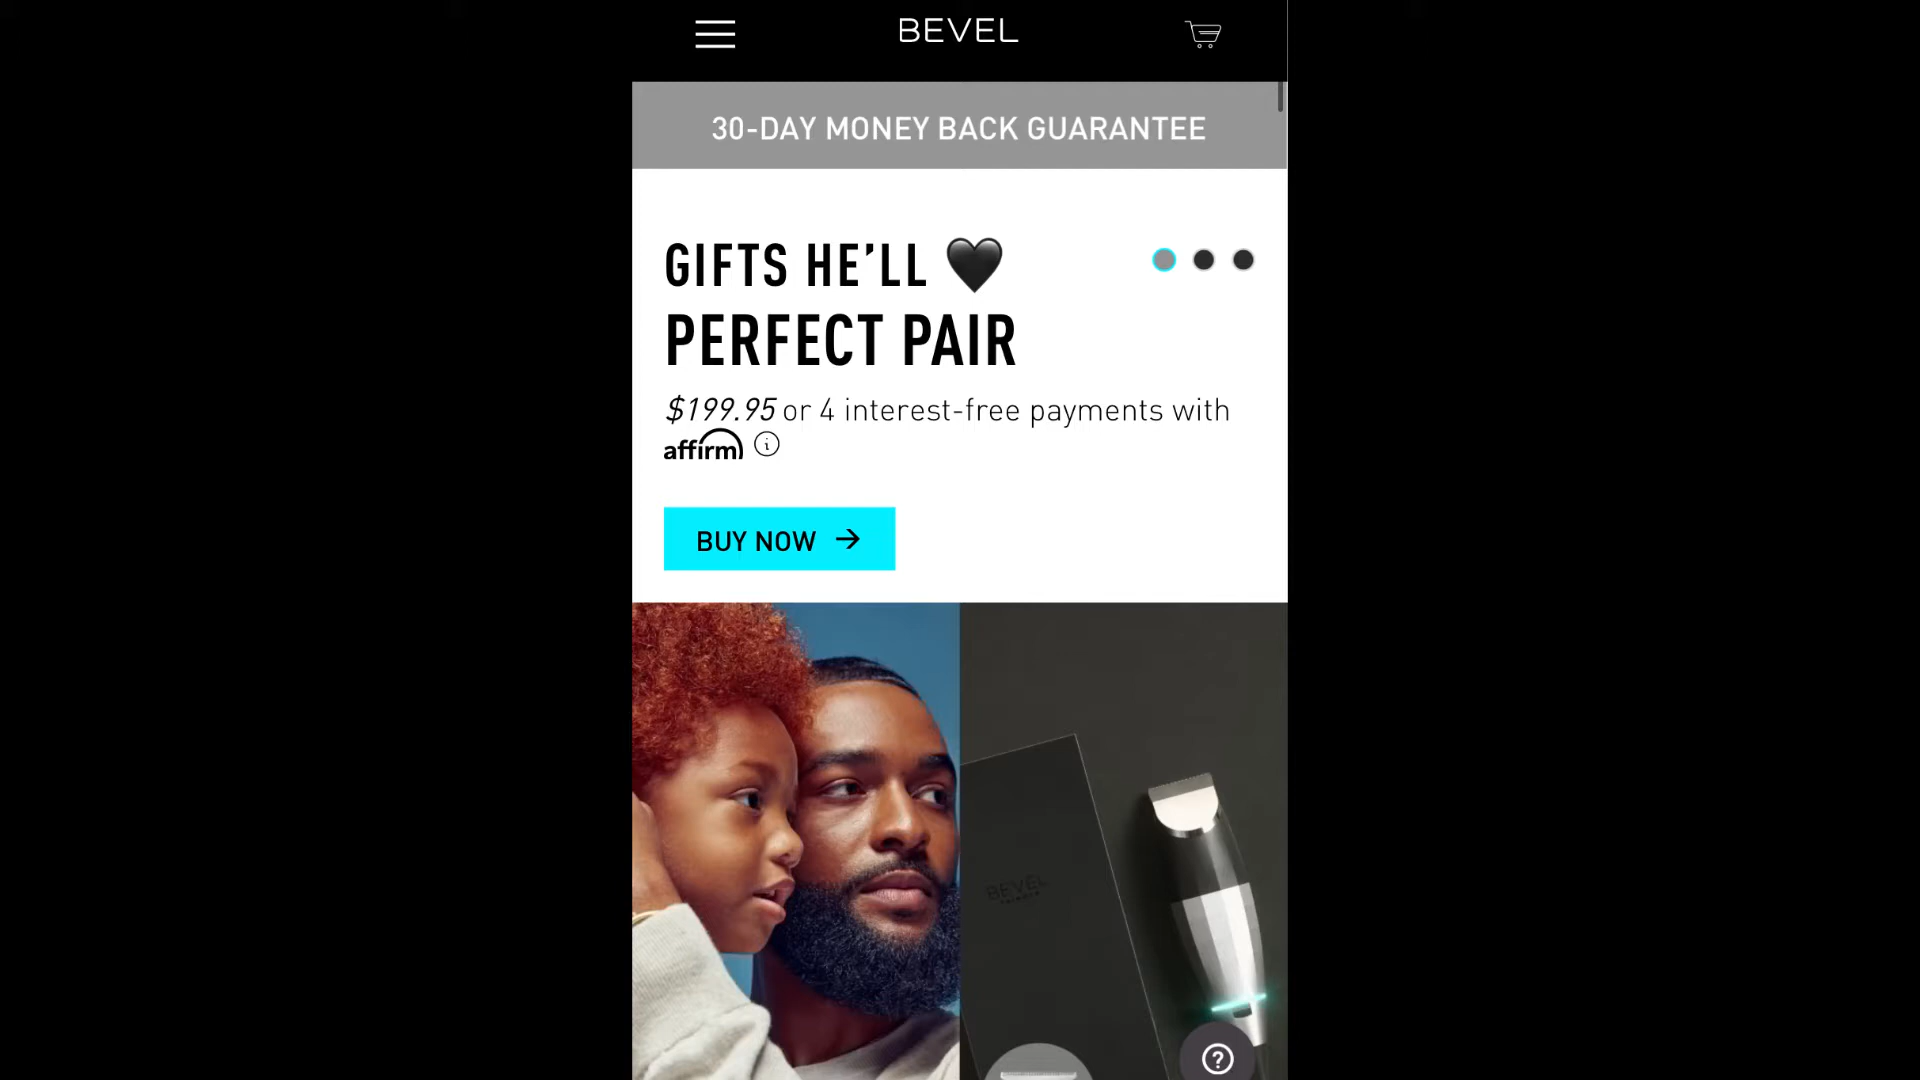 BEVEL
30-DAY MONEY BACK GUARANTEE
GIFTS HE’LL 🖤
PERFECT PAIR
$199.95 or 4 interest-free payments with
affirm i
BUY NOW →
BEVEL
?